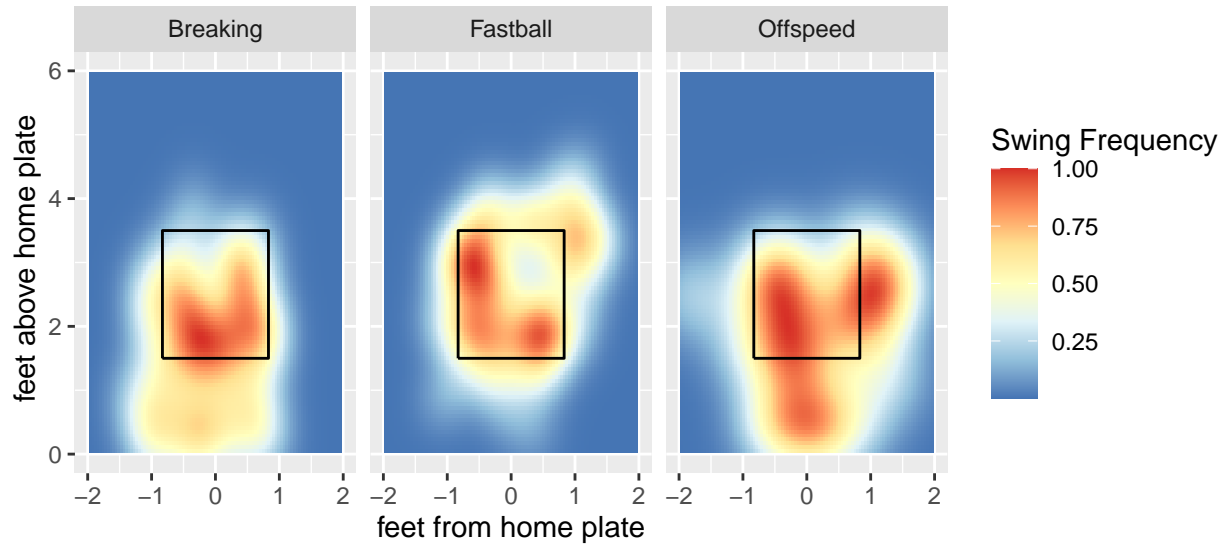 Breaking Fastball Offspeed
feet above home plate
6
4
2
0
−2 −1 0 1 2 −2 −1 0 1 2 −2 −1 0 1 2
feet from home plate
Swing Frequency
1.00
0.75
0.50
0.25